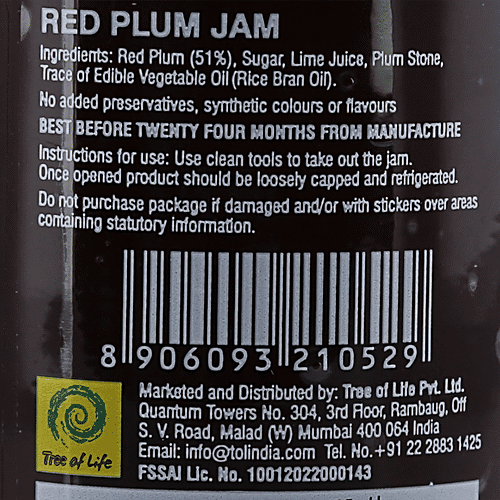 RED PLUM JAM
Ingredients: Red Plum (51%), Sugar, Lime Juice, Plum Stone,
Trace of Edible Vegetable Oil (Rice Bran Oil).
No added preservatives, synthetic colours or flavours
BEST BEFORE TWENTY FOUR MONTHS FROM MANUFACTURE
Instructions for use: Use clean tools to take out the jam.
Once opened product should be loosely capped and refrigerated.
Do not purchase package if damaged and/or with stickers over areas
containing statutory information.
8 906093 210529
Tree of Life
Marketed and Distributed by: Tree of Life Pvt. Ltd.
Quantum Towers No. 304, 3rd Floor, Rambaug, Off
S. V. Road, Malad (W) Mumbai 400 064 India
Email: info@tolindia.com Tel. No.+91 22 2883 1425
FSSAI Lic. No. 10012022000143